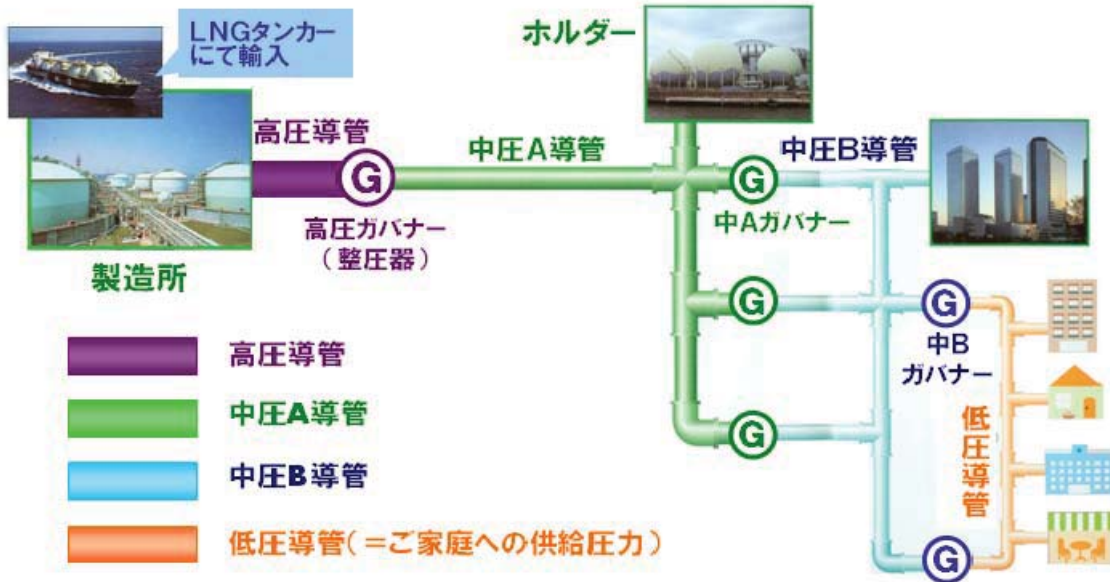 LNGタンカー
にて輸入
ホルダー
高圧導管
中圧A導管
中圧B導管
G
G
高圧ガバナー
（整圧器）
中Aガバナー
製造所
G
G
中B
ガバナー
高圧導管
中圧A導管
G
低圧導管
中圧B導管
低圧導管(=ご家庭への供給圧力)
G